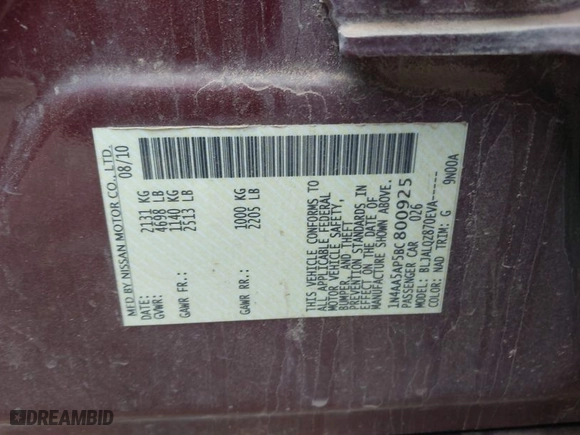 MFD BY NISSAN MOTOR CO., LTD.
DATE: 08/10
GVWR: 2131 KG
4698 LB
GAWR FR.: 1140 KG
2513 LB
GAWR RR.: 1000 KG
2205 LB
THIS VEHICLE CONFORMS TO
ALL APPLICABLE FEDERAL
MOTOR VEHICLE SAFETY,
BUMPER, AND THEFT
PREVENTION STANDARDS IN
EFFECT ON THE DATE OF
MANUFACTURE SHOWN ABOVE.
1N4AA5AP5BC800925
PASSENGER CAR 026
MODEL: BLJALQZ870EVA-----
COLOR: NAD TRIM: G 9N00A
DREAMBID